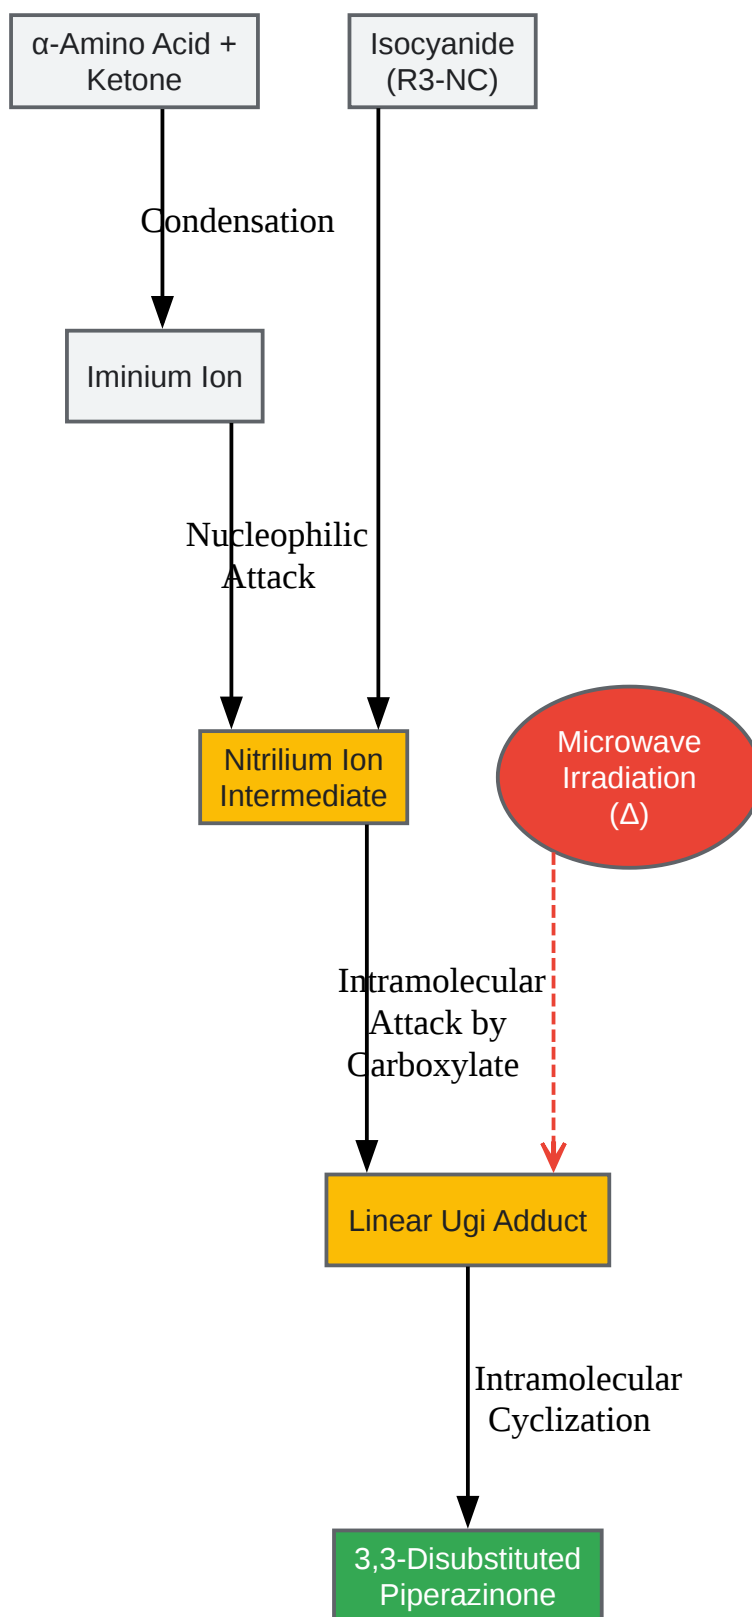 α-Amino Acid +
Ketone
Isocyanide
(R3-NC)
Condensation
Iminium Ion
Nucleophilic
Attack
Nitrilium Ion
Intermediate
Microwave
Irradiation
(Δ)
Intramolecular
Attack by
Carboxylate
Linear Ugi Adduct
Intramolecular
Cyclization
3,3-Disubstituted
Piperazinone